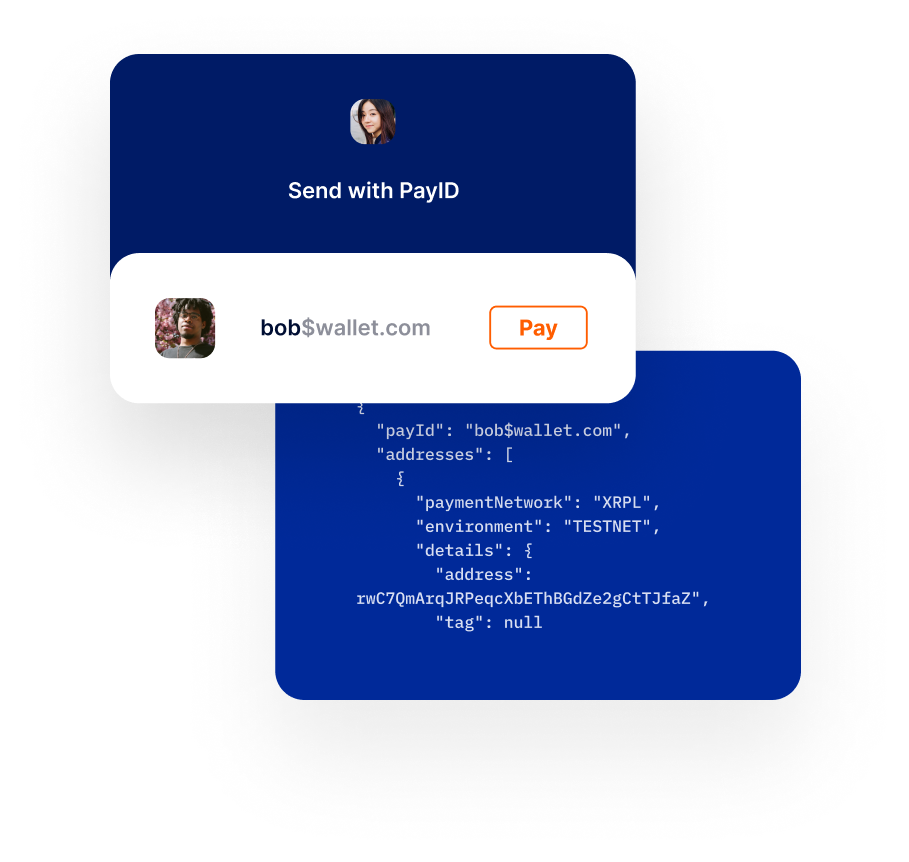 Send with PayID
bob$wallet.com
Pay
{
"payId": "bob$wallet.com",
"addresses": [
{
"paymentNetwork": "XRPL",
"environment": "TESTNET",
"details": {
"address":
rwC7QmArqJRPeqcXbEThBGdZe2gCtTJfaZ",
"tag": null